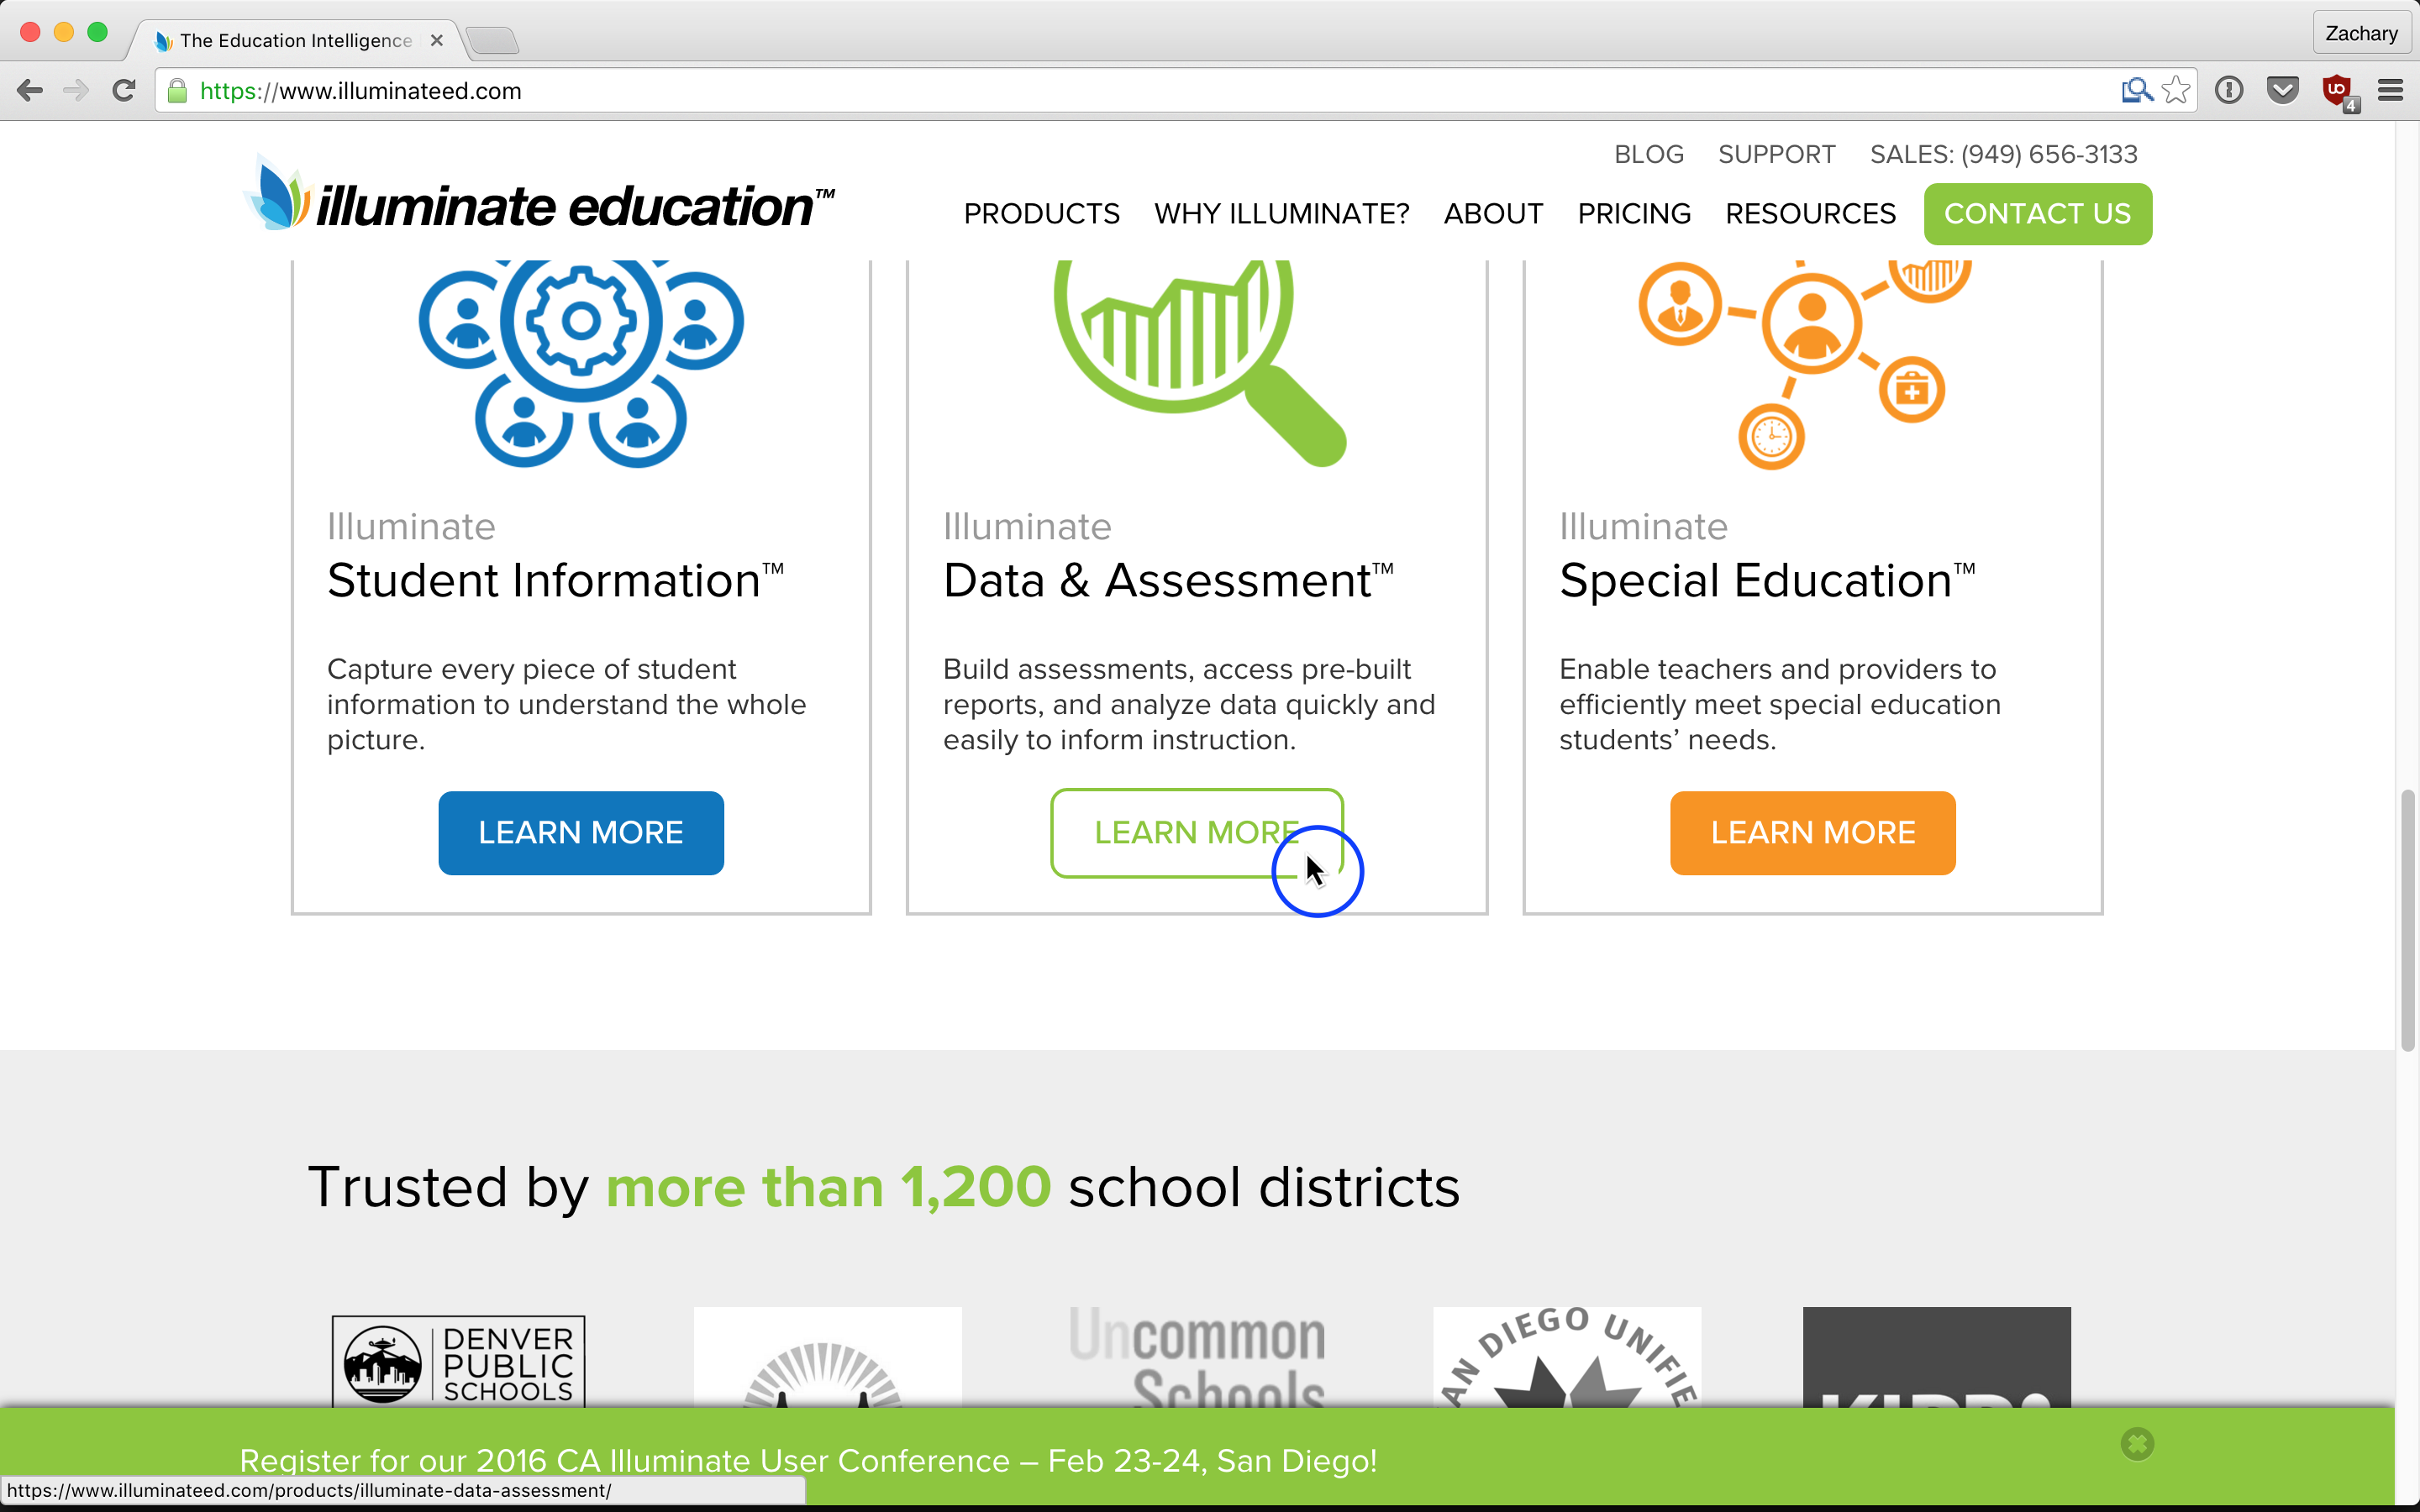 The Education Intelligence
Zachary
https://www.illuminateed.com
4
BLOG SUPPORT SALES: (949) 656-3133
illuminate education™
PRODUCTS WHY ILLUMINATE? ABOUT PRICING RESOURCES CONTACT US
Illuminate
Student Information™
Capture every piece of student
information to understand the whole
picture.
LEARN MORE
Illuminate
Data & Assessment™
Build assessments, access pre-built
reports, and analyze data quickly and
easily to inform instruction.
LEARN MORE
Illuminate
Special Education™
Enable teachers and providers to
efficiently meet special education
students’ needs.
LEARN MORE
Trusted by more than 1,200 school districts
DENVER
PUBLIC
SCHOOLS
Uncommon
Schools
SAN DIEGO UNIFIE
KIPP
Register for our 2016 CA Illuminate User Conference – Feb 23-24, San Diego!
https://www.illuminateed.com/products/illuminate-data-assessment/